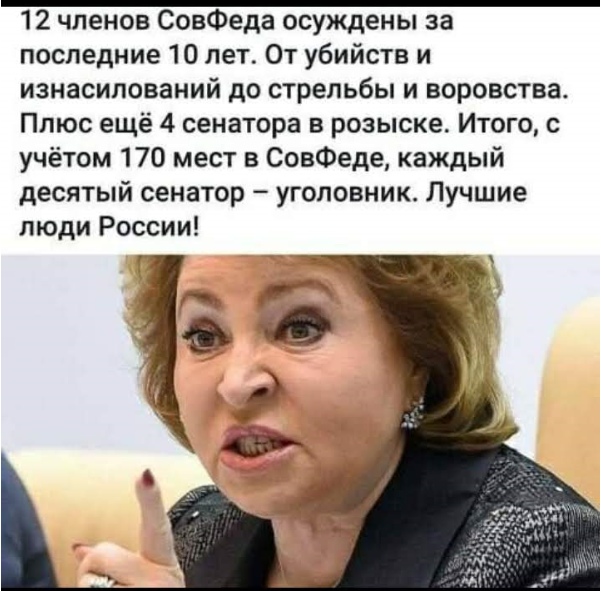 12 членов СовФеда осуждены за
последние 10 лет. От убийств и
изнасилований до стрельбы и воровства.
Плюс ещё 4 сенатора в розыске. Итого, с
учётом 170 мест в СовФеде, каждый
десятый сенатор – уголовник. Лучшие
люди России!